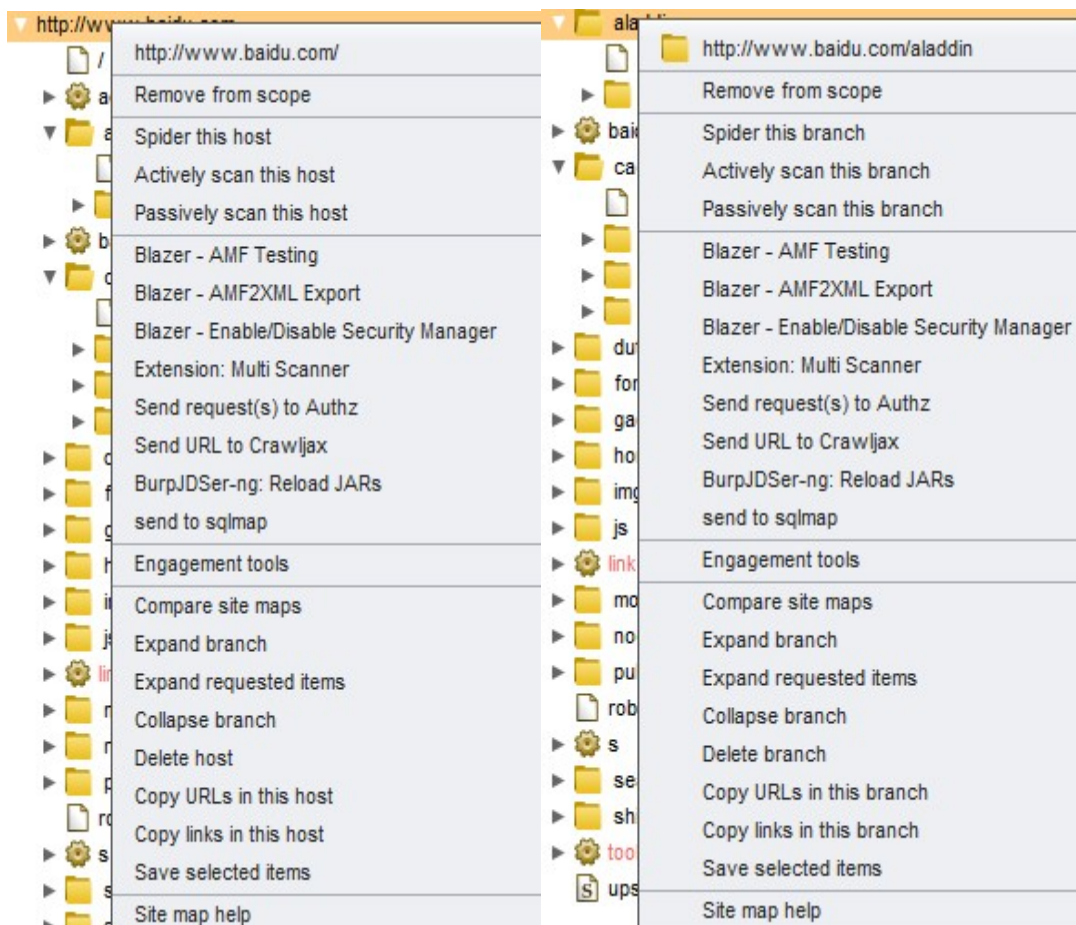 http://www.baidu.com/
Remove from scope
Spider this host
Actively scan this host
Passively scan this host
Blazer - AMF Testing
Blazer - AMF2XML Export
Blazer - Enable/Disable Security Manager
Extension: Multi Scanner
Send request(s) to Authz
Send URL to Crawljax
BurpJDSer-ng: Reload JARs
send to sqlmap
Engagement tools
Compare site maps
Expand branch
Expand requested items
Collapse branch
Delete host
Copy URLs in this host
Copy links in this host
Save selected items
Site map help
/
http://www.baidu.com/aladdin
Remove from scope
Spider this branch
Actively scan this branch
Passively scan this branch
Blazer - AMF Testing
Blazer - AMF2XML Export
Blazer - Enable/Disable Security Manager
Extension: Multi Scanner
Send request(s) to Authz
Send URL to Crawljax
BurpJDSer-ng: Reload JARs
send to sqlmap
Engagement tools
Compare site maps
Expand branch
Expand requested items
Collapse branch
Delete branch
Copy URLs in this branch
Copy links in this branch
Save selected items
Site map help
js
link
s